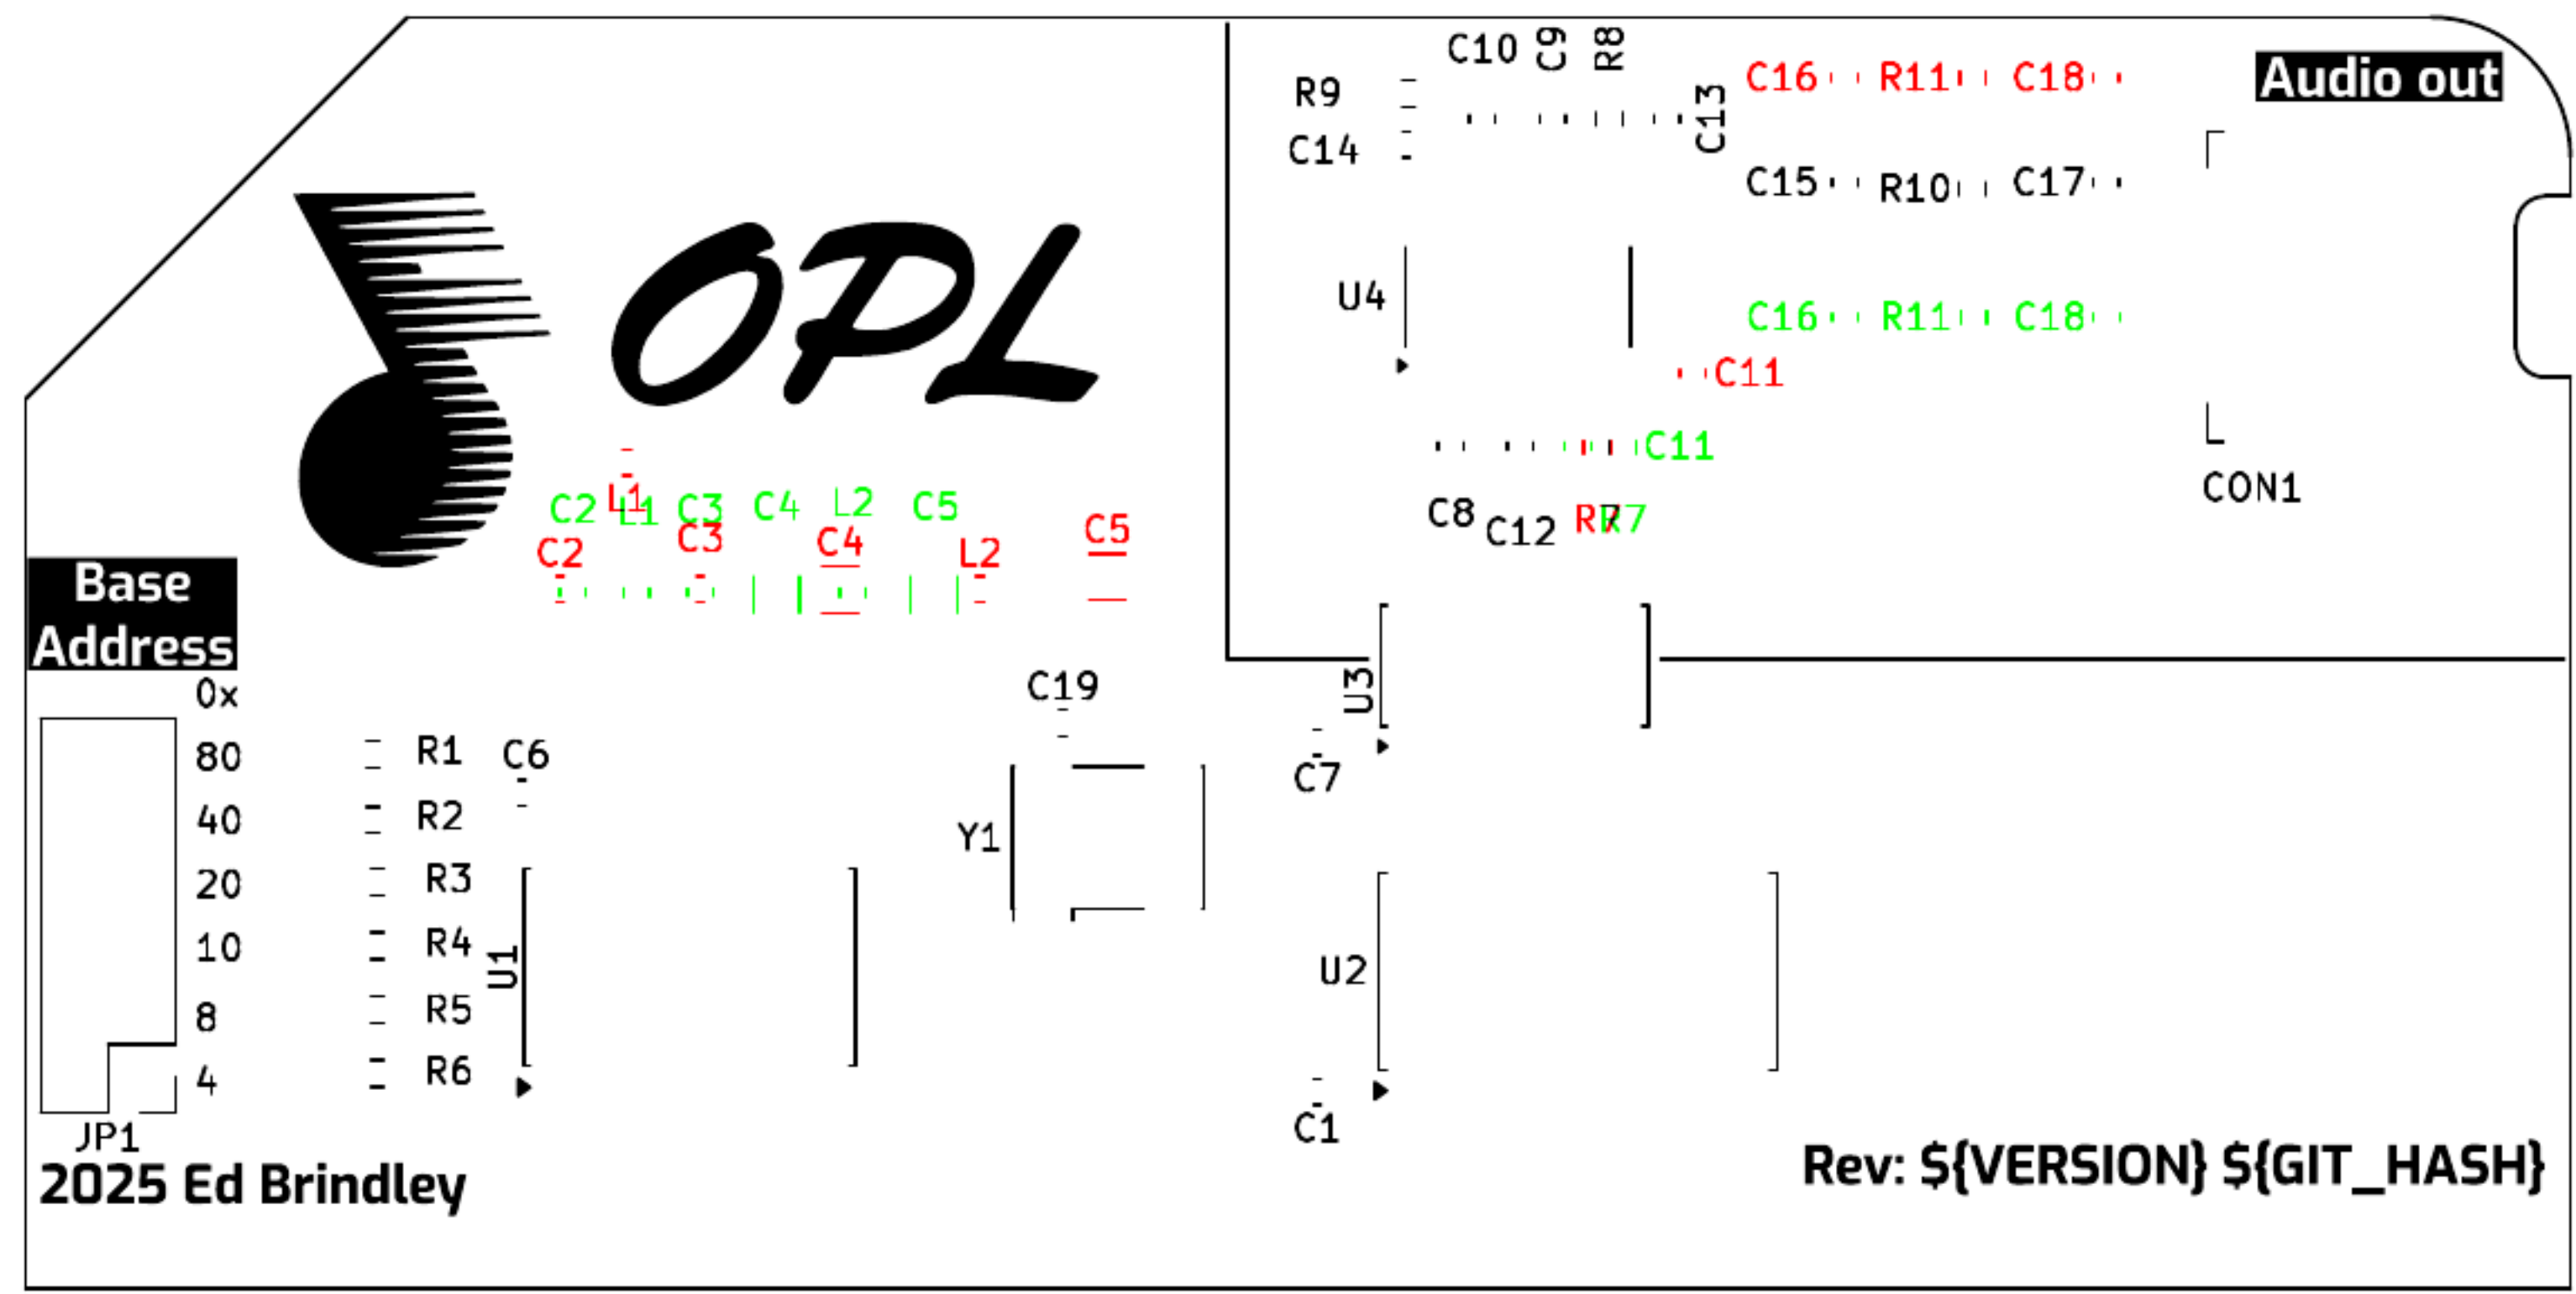 C10 C9 R8
R9
C14
C13
C16 R11 C18
Audio out
C15 R10 C17
OPL
U4
C16 R11 C18
C11
C11
CON1
L1
C2 L1 C3 C4 L2 C5
C2 C3 C4 L2 C5
C8 C12 R7 R7
Base
Address
0x
80
40
20
10
8
4
JP1
R1
R2
R3
R4
R5
R6
C6
U1
C19
Y1
U3
C7
U2
C1
2025 Ed Brindley
Rev: ${VERSION} ${GIT_HASH}